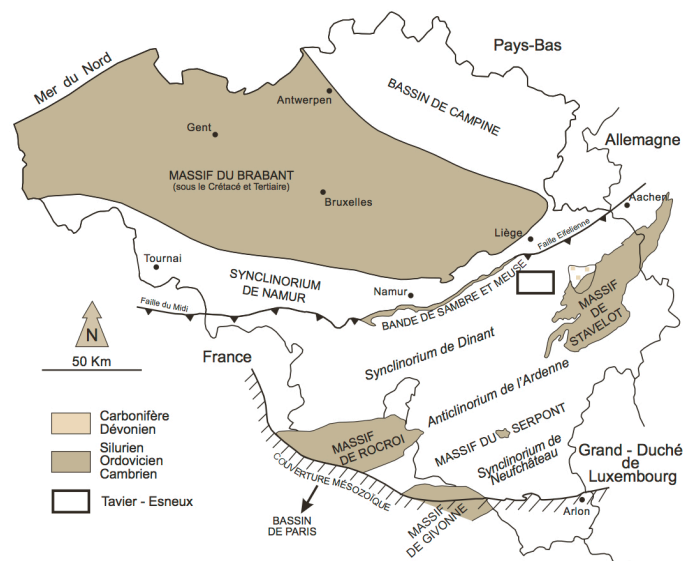 Pays-Bas
Mer du Nord
BASSIN DE CAMPINE
Antwerpen
Gent
Allemagne
MASSIF DU BRABANT
(sous le Crétacé et Tertiaire)
Bruxelles
Aachen
Liège
Faille Eifelienne
Tournai
SYNCLINORIUM
DE NAMUR
Namur
BANDE DE SAMBRE ET MEUSE
MASSIF
DE
STAVELOT
Faille du Midi
N
50 Km
France
Synclinorium de Dinant
Anticlinorium de l'Ardenne
Carbonifère
Dévonien
Silurien
Ordovicien
Cambrien
Tavier - Esneux
MASSIF
DE ROCROI
MASSIF DU SERPONT
Synclinorium de
Neufchâteau
Grand - Duché
de
Luxembourg
COUVERTURE MÉSOZOÏQUE
BASSIN
DE PARIS
MASSIF
DE GIVONNE
Arlon